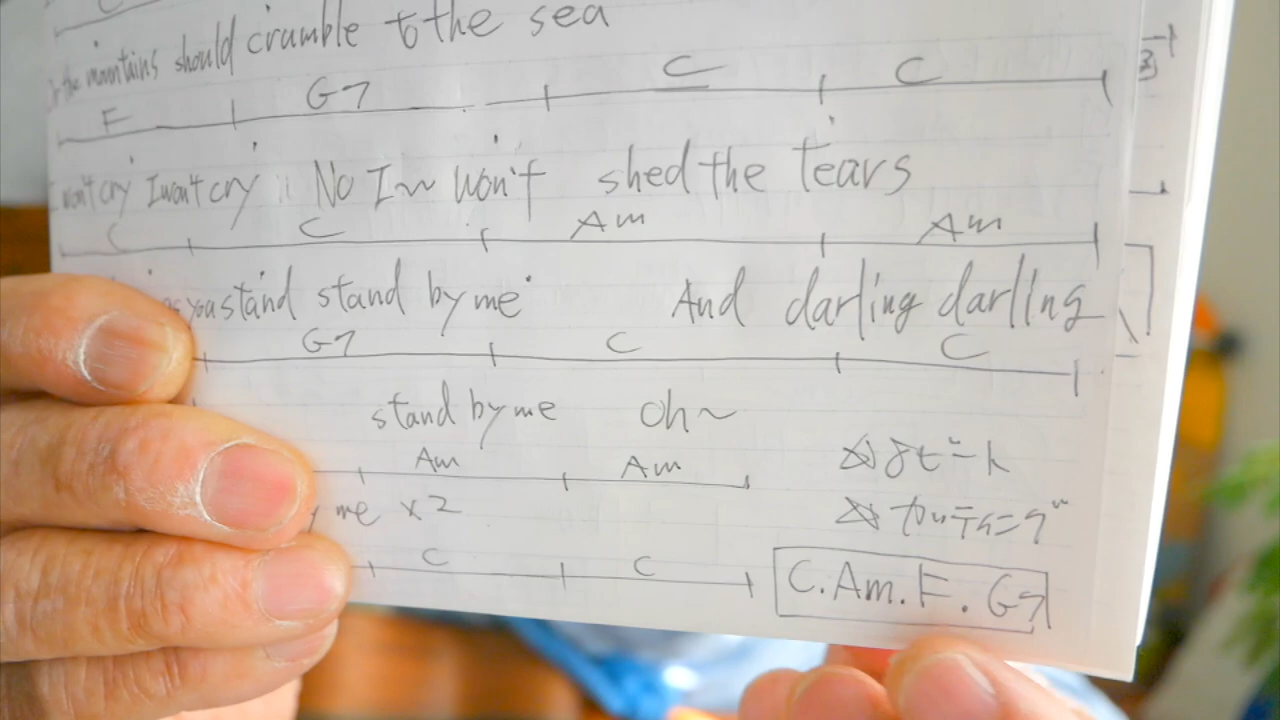 the mountains should crumble to the sea
F G7 C C
won't cry I won't cry No I～ won't shed the tears
C C Am Am
as you stand stand by me And darling darling
G7 C C
stand by me Oh～
Am Am
☆ 8ビート
me ×2
☆ カッティング
C C
C.Am.F.G7